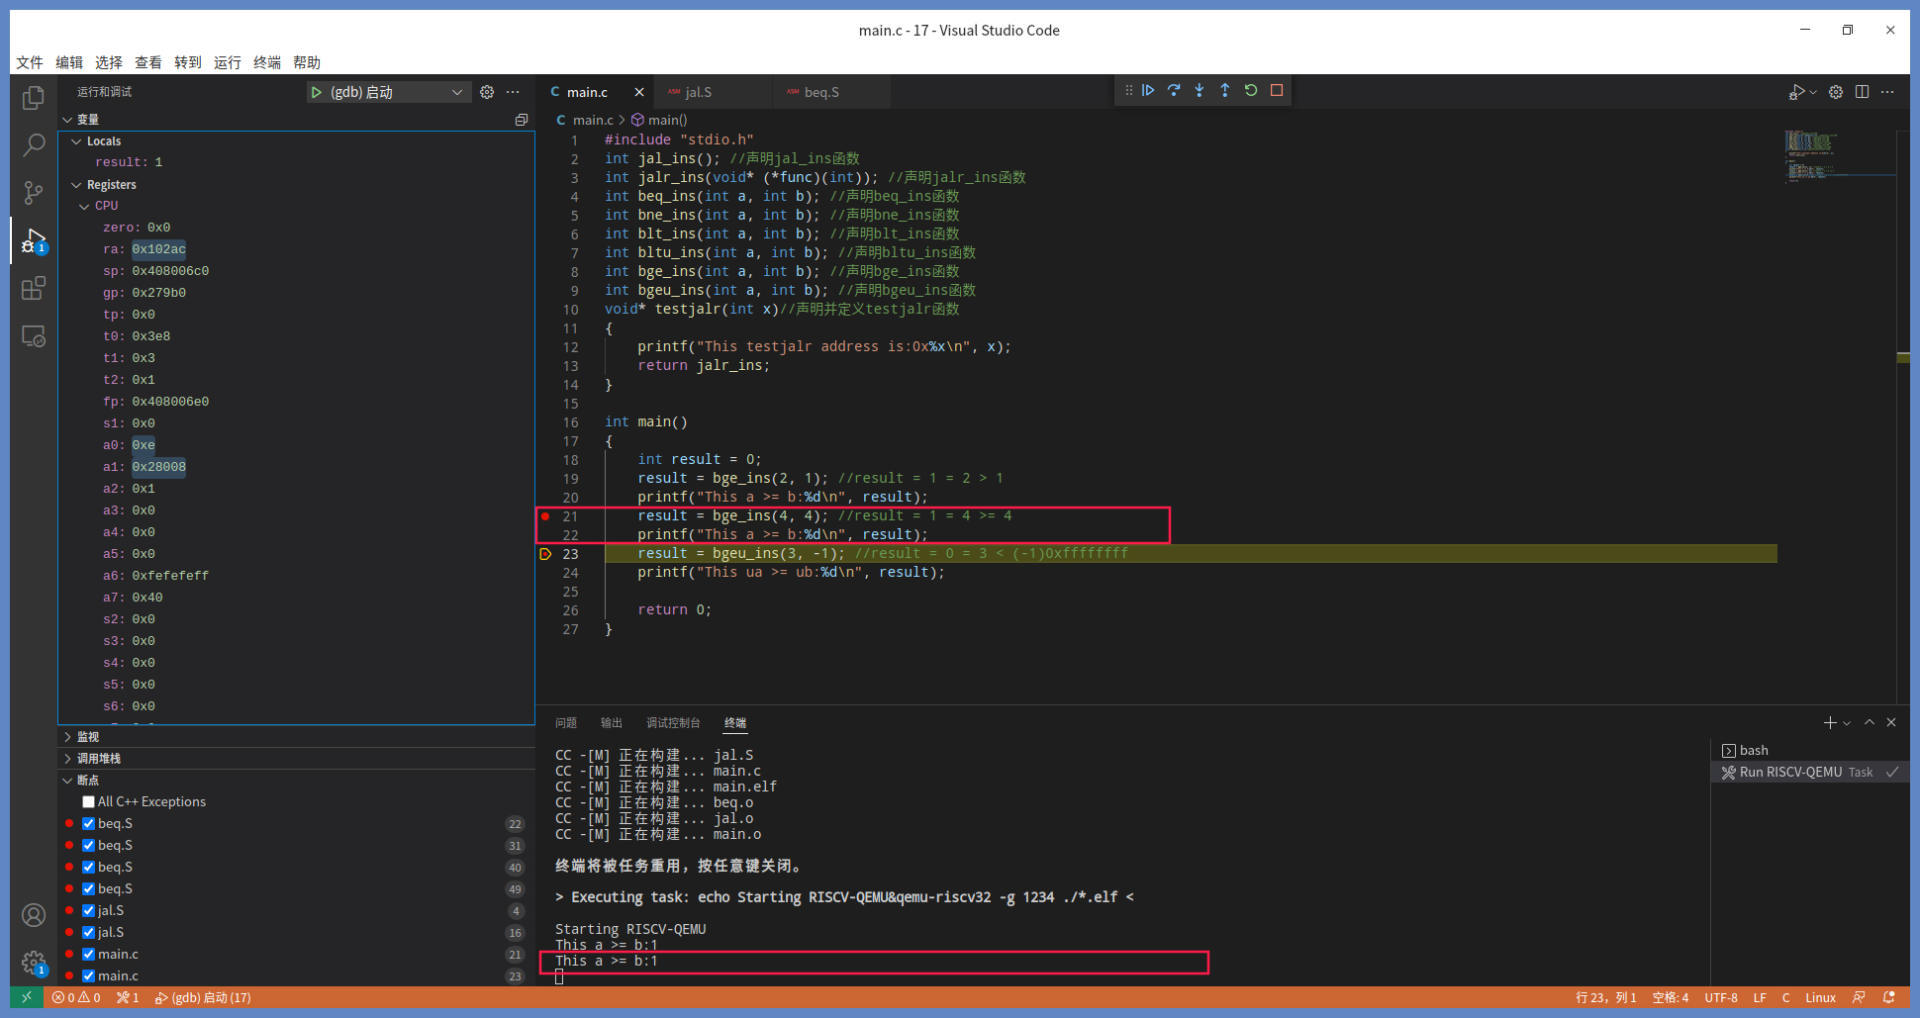 main.c - 17 - Visual Studio Code
文件 编辑 选择 查看 转到 运行 终端 帮助
运行和调试
(gdb) 启动
变量
Locals
result: 1
Registers
CPU
zero: 0x0
ra: 0x102ac
sp: 0x408006c0
gp: 0x279b0
tp: 0x0
t0: 0x3e8
t1: 0x3
t2: 0x1
fp: 0x408006e0
s1: 0x0
a0: 0xe
a1: 0x28008
a2: 0x1
a3: 0x0
a4: 0x0
a5: 0x0
a6: 0xfefefeff
a7: 0x40
s2: 0x0
s3: 0x0
s4: 0x0
s5: 0x0
s6: 0x0
监视
调用堆栈
断点
All C++ Exceptions
beq.S 22
beq.S 31
beq.S 40
beq.S 49
jal.S 4
jal.S 16
main.c 21
main.c 23
1
1
C main.c
ASM jal.S
ASM beq.S
C main.c > main()
1 #include "stdio.h"
2 int jal_ins(); //声明jal_ins函数
3 int jalr_ins(void* (*func)(int)); //声明jalr_ins函数
4 int beq_ins(int a, int b); //声明beq_ins函数
5 int bne_ins(int a, int b); //声明bne_ins函数
6 int blt_ins(int a, int b); //声明blt_ins函数
7 int bltu_ins(int a, int b); //声明bltu_ins函数
8 int bge_ins(int a, int b); //声明bge_ins函数
9 int bgeu_ins(int a, int b); //声明bgeu_ins函数
10 void* testjalr(int x)//声明并定义testjalr函数
11 {
12 printf("This testjalr address is:0x%x\n", x);
13 return jalr_ins;
14 }
15
16 int main()
17 {
18 int result = 0;
19 result = bge_ins(2, 1); //result = 1 = 2 > 1
20 printf("This a >= b:%d\n", result);
21 result = bge_ins(4, 4); //result = 1 = 4 >= 4
22 printf("This a >= b:%d\n", result);
23 result = bgeu_ins(3, -1); //result = 0 = 3 < (-1)0xffffffff
24 printf("This ua >= ub:%d\n", result);
25
26 return 0;
27 }
问题 输出 调试控制台 终端
CC -[M] 正在构建... jal.S
CC -[M] 正在构建... main.c
CC -[M] 正在构建... main.elf
CC -[M] 正在构建... beq.o
CC -[M] 正在构建... jal.o
CC -[M] 正在构建... main.o
终端将被任务重用，按任意键关闭。
> Executing task: echo Starting RISCV-QEMU&qemu-riscv32 -g 1234 ./*.elf <
Starting RISCV-QEMU
This a >= b:1
This a >= b:1
bash
Run RISCV-QEMU Task
0 0 1 (gdb) 启动 (17)
行 23，列 1 空格: 4 UTF-8 LF C Linux